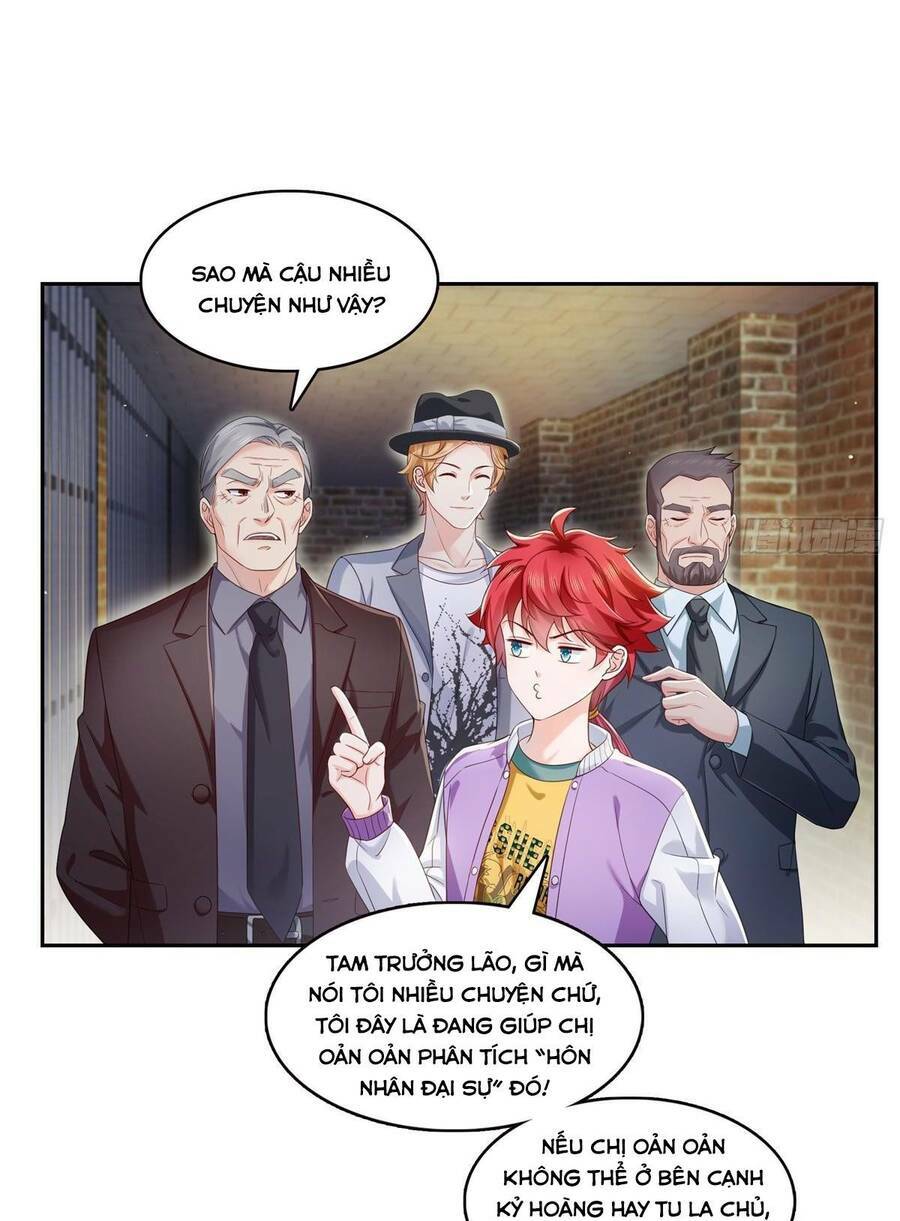 SAO MÀ CẬU NHIỀU
CHUYỆN NHƯ VẬY?
SHEL
TAM TRƯỞNG LÃO, GÌ MÀ
NÓI TÔI NHIỀU CHUYỆN CHỨ,
TÔI ĐÂY LÀ ĐANG GIÚP CHỊ
OẢN OẢN PHÂN TÍCH "HÔN
NHÂN ĐẠI SỰ" ĐÓ!
NẾU CHỊ OẢN OẢN
KHÔNG THỂ Ở BÊN CẠNH
KỶ HOÀNG HAY TU LA CHỦ,